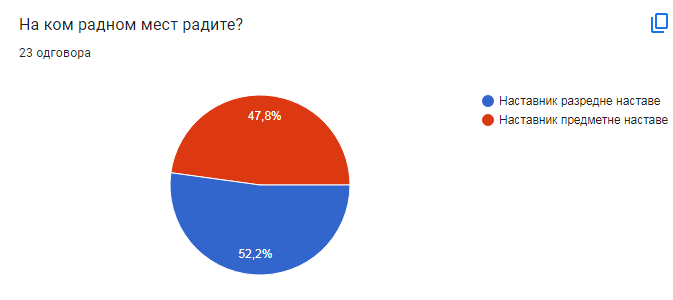 На ком радном мест радите?
23 одговора
47,8%
52,2%
Наставник разредне наставе
Наставник предметне наставе